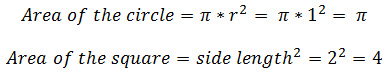 Area of the circle = π ∗ r² = π ∗ 1² = π
Area of the square = side length² = 2² = 4